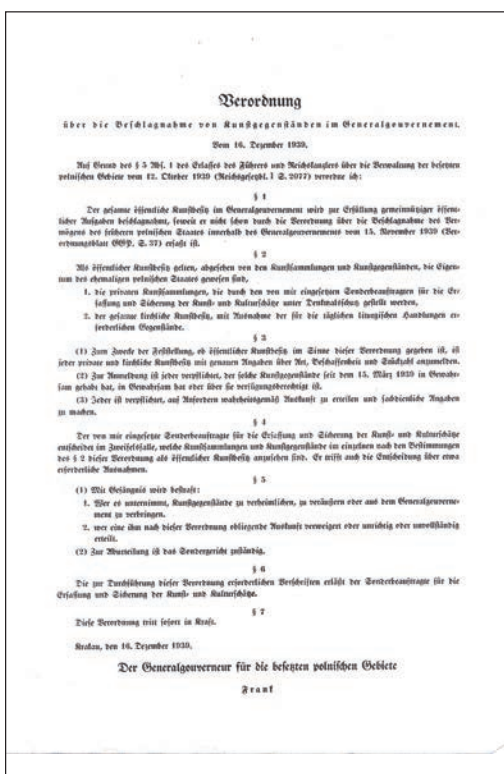 Verordnung
über die Beschlagnahme von Kunstgegenständen im Generalgouvernement.
Vom 16. Dezember 1939.
Auf Grund des § 5 Abs. 1 des Erlasses des Führers und Reichskanzlers über die Verwaltung der besetzten
polnischen Gebiete vom 12. Oktober 1939 (Reichsgesetzbl. I S. 2077) verordne ich:
§ 1
Der gesamte öffentliche Kunstbesitz im Generalgouvernement wird zur Erfüllung gemeinnütziger öffent-
licher Aufgaben beschlagnahmt, soweit er nicht schon durch die Verordnung über die Beschlagnahme des Ver-
mögens des früheren polnischen Staates innerhalb des Generalgouvernements vom 15. November 1939 (Ver-
ordnungsblatt GGP. S. 37) erfaßt ist.
§ 2
Als öffentlicher Kunstbesitz gelten, abgesehen von den Kunstsammlungen und Kunstgegenständen, die Eigen-
tum des ehemaligen polnischen Staates gewesen sind,
1. die privaten Kunstsammlungen, die durch den von mir eingesetzten Sonderbeauftragten für die Er-
fassung und Sicherung der Kunst- und Kulturschätze unter Denkmalschutz gestellt werden,
2. der gesamte kirchliche Kunstbesitz, mit Ausnahme der für die täglichen liturgischen Handlungen er-
forderlichen Gegenstände.
§ 3
(1) Zum Zwecke der Feststellung, ob öffentlicher Kunstbesitz im Sinne dieser Verordnung gegeben ist, ist
jeder private und kirchliche Kunstbesitz mit genauen Angaben über Art, Beschaffenheit und Stückzahl anzumelden.
(2) Zur Anmeldung ist jeder verpflichtet, der solche Kunstgegenstände seit dem 15. März 1939 in Gewahr-
sam gehabt hat, in Gewahrsam hat oder über sie verfügungsberechtigt ist.
(3) Jeder ist verpflichtet, auf Anfordern wahrheitsgemäß Auskunft zu erteilen und sachdienliche Angaben
zu machen.
§ 4
Der von mir eingesetzte Sonderbeauftragte für die Erfassung und Sicherung der Kunst- und Kulturschätze
entscheidet im Zweifelsfalle, welche Kunstsammlungen und Kunstgegenstände im einzelnen nach den Bestimmungen
des § 2 dieser Verordnung als öffentlicher Kunstbesitz anzusehen sind. Er trifft auch die Entscheidung über etwa
erforderliche Ausnahmen.
§ 5
(1) Mit Gefängnis wird bestraft:
1. Wer es unternimmt, Kunstgegenstände zu verheimlichen, zu veräußern oder aus dem Generalgouverne-
ment zu verbringen.
2. wer eine ihm nach dieser Verordnung obliegende Auskunft verweigert oder unrichtig oder unvollständig
erteilt.
(2) Zur Aburteilung ist das Sondergericht zuständig.
§ 6
Die zur Durchführung dieser Verordnung erforderlichen Vorschriften erläßt der Sonderbeauftragte für die
Erfassung und Sicherung der Kunst- und Kulturschätze.
§ 7
Diese Verordnung tritt sofort in Kraft.
Krakau, den 16. Dezember 1939.
Der Generalgouverneur für die besetzten polnischen Gebiete
Frank